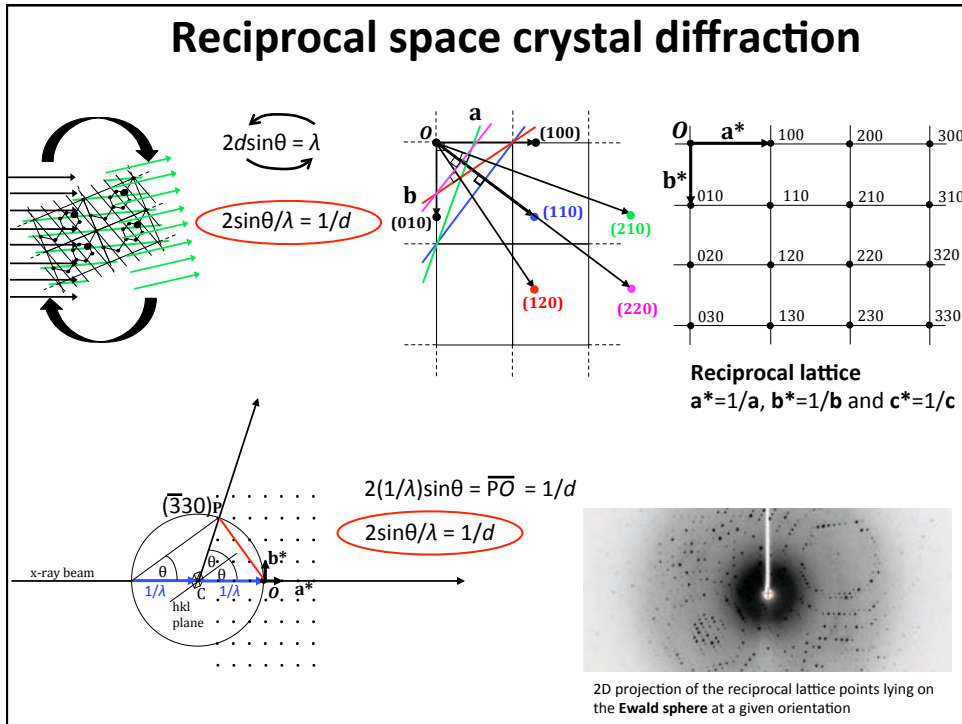 Reciprocal space crystal diffraction
2dsinθ = λ
2sinθ/λ = 1/d
a
O
(100)
b
(010)
(110)
(210)
(120)
(220)
O
a*
100
200
300
b*
010
110
210
310
020
120
220
320
030
130
230
330
Reciprocal lattice
a*=1/a, b*=1/b and c*=1/c
(3̅30)
P
2(1/λ)sinθ = P̅O̅ = 1/d
2sinθ/λ = 1/d
b*
x-ray beam
θ
θ
θ
1/λ
C
1/λ
O
a*
hkl
plane
2D projection of the reciprocal lattice points lying on
the Ewald sphere at a given orientation